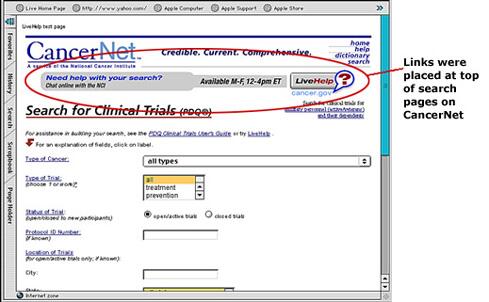 Live Home Page http://www.yahoo.com/ Apple Computer Apple Support Apple Store
LiveHelp test page
Favorites
History
Search
Scrapbook
Page Holder
CancerNet
A service of the National Cancer Institute
Credible. Current. Comprehensive.
home
help
dictionary
search
Need help with your search?
Chat online with the NCI
Available M-F, 12-4pm ET
LiveHelp
?
cancer.gov
Links were
placed at top
of search
pages on
CancerNet
Search for Clinical Trials (PDQ®)
Search for clinical trials for
and their dependents
For assistance in building your search, see the PDQ Clinical Trials User's Guide or try LiveHelp.
For an explanation of fields, click on label.
Type of Cancer:
all types
Type of Trial:
(choose 1 or more)
all
treatment
prevention
Status of Trial:
(open/closed to new participants)
open/active trials
closed trials
Protocol ID Number:
(if known)
Location of Trials
(for open/active trials only; if known)
City:
State
Internet zone